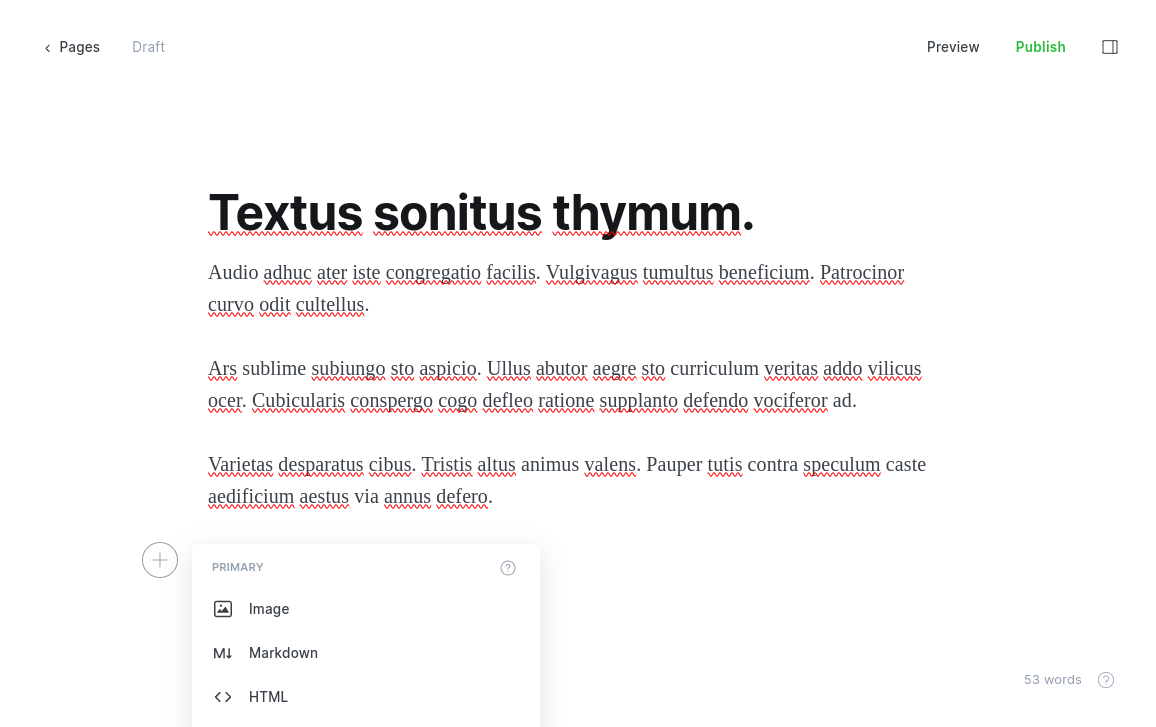 Pages Draft Preview Publish
Textus sonitus thymum.
Audio adhuc ater iste congregatio facilis. Vulgivagus tumultus beneficium. Patrocinor
curvo odit cultellus.
Ars sublime subiungo sto aspicio. Ullus abutor aegre sto curriculum veritas addo vilicus
ocer. Cubicularis conspergo cogo defleo ratione supplanto defendo vociferor ad.
Varietas desparatus cibus. Tristis altus animus valens. Pauper tutis contra speculum caste
aedificium aestus via annus defero.
PRIMARY
Image
Markdown
HTML
53 words